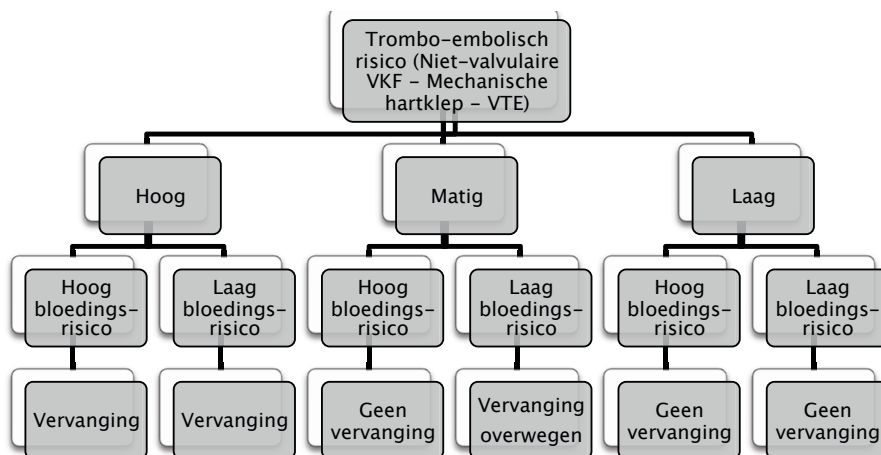 Trombo-embolisch
risico (Niet-valvulaire
VKF - Mechanische
hartklep - VTE)
Hoog
Matig
Laag
Hoog
bloedings-
risico
Laag
bloedings-
risico
Hoog
bloedings-
risico
Laag
bloedings-
risico
Hoog
bloedings-
risico
Laag
bloedings-
risico
Vervanging
Vervanging
Geen
vervanging
Vervanging
overwegen
Geen
vervanging
Geen
vervanging